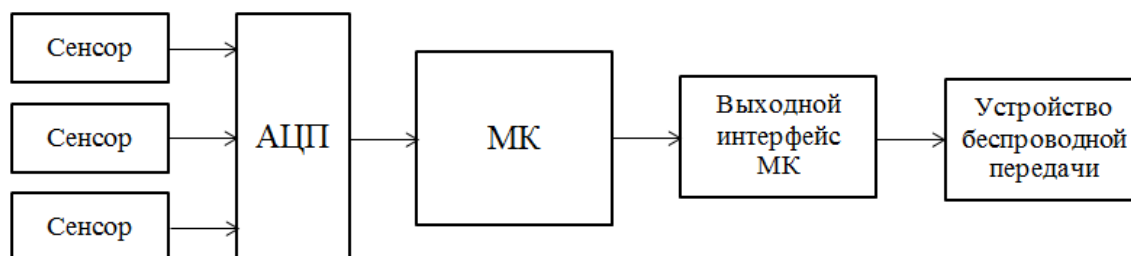 Сенсор
Сенсор
Сенсор
АЦП
МК
Выходной
интерфейс
МК
Устройство
беспроводной
передачи